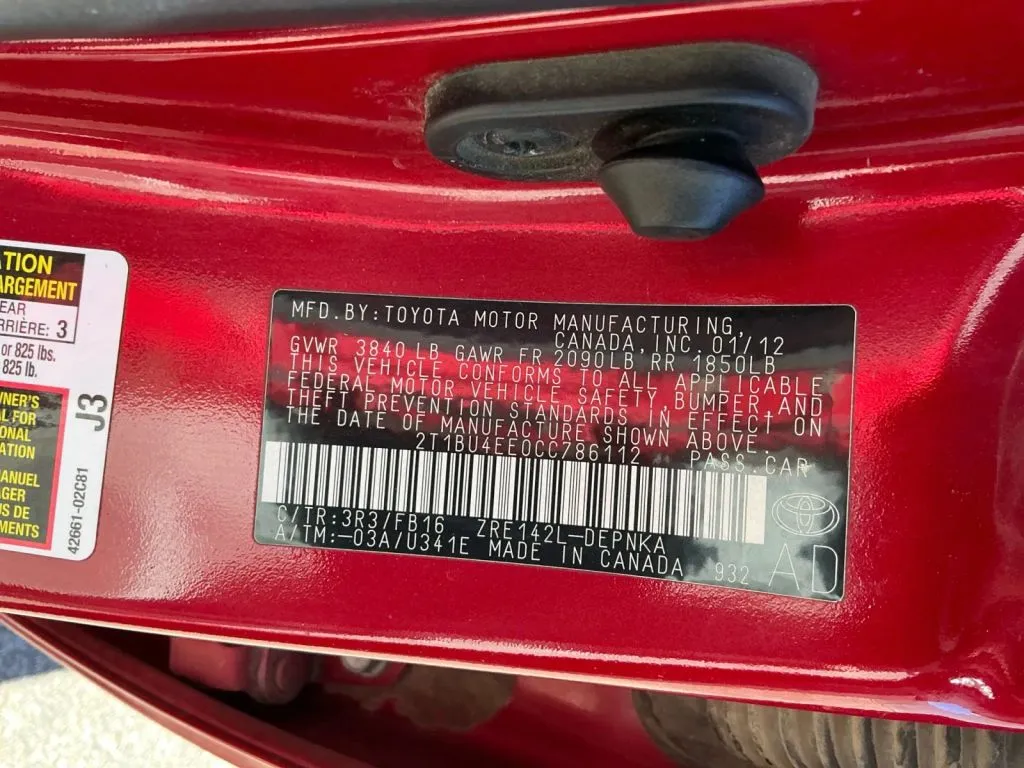 TION
ARGEMENT
EAR
RRIÈRE: 3
or 825 lbs.
825 lb.
WNER'S
AL FOR
IONAL
ATION
MANUEL
AGER
US DE
MENTS
J3
42661-02C81
MFD.BY:TOYOTA MOTOR MANUFACTURING,
CANADA,INC. 01/12
GVWR 3840 LB GAWR FR 2090LB RR 1850LB
THIS VEHICLE CONFORMS TO ALL APPLICABLE
FEDERAL MOTOR VEHICLE SAFETY,BUMPER,AND
THEFT PREVENTION STANDARDS IN EFFECT ON
THE DATE OF MANUFACTURE SHOWN ABOVE.
2T1BU4EE0CC786112 PASS.CAR
C/TR:3R3/FB16 ZRE142L-DEPNKA
A/TM:-03A/U341E MADE IN CANADA 932 AD